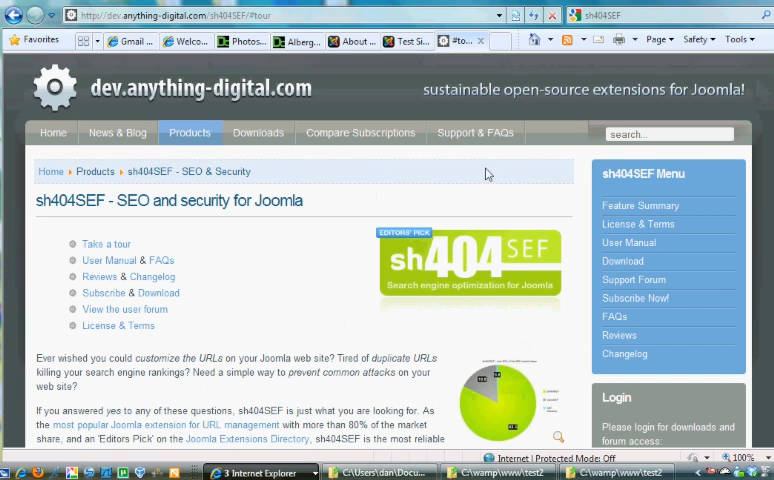 http://dev.anything-digital.com/sh404SEF/#tour
sh404SEF
Favorites
Gmail ...
Welco...
Photos...
Alberg...
About ...
Test Si...
#to...
Page
Safety
Tools
dev.anything-digital.com
sustainable open-source extensions for Joomla!
Home
News & Blog
Products
Downloads
Compare Subscriptions
Support & FAQs
search...
Home Products sh404SEF - SEO & Security
sh404SEF - SEO and security for Joomla
Take a tour
User Manual & FAQs
Reviews & Changelog
Subscribe & Download
View the user forum
License & Terms
EDITORS' PICK
sh404SEF
Search engine optimization for Joomla
Ever wished you could customize the URLs on your Joomla web site? Tired of duplicate URLs
killing your search engine rankings? Need a simple way to prevent common attacks on your
web site?
If you answered yes to any of these questions, sh404SEF is just what you are looking for. As
the most popular Joomla extension for URL management with more than 80% of the market
share, and an 'Editors Pick' on the Joomla Extensions Directory, sh404SEF is the most reliable
sh404SEF Menu
Feature Summary
License & Terms
User Manual
Download
Support Forum
Subscribe Now!
FAQs
Reviews
Changelog
Login
Please login for downloads and
forum access:
Internet | Protected Mode: Off
100%
3 Internet Explorer
C:\Users\dan\Docu...
C:\wamp\www\test2
C:\wamp\www\test2